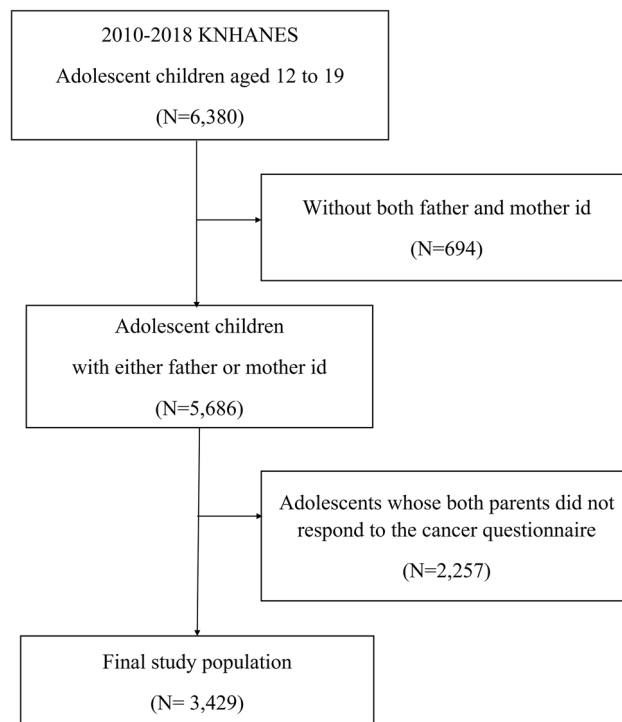 2010-2018 KNHANES
Adolescent children aged 12 to 19
(N=6,380)
Without both father and mother id
(N=694)
Adolescent children
with either father or mother id
(N=5,686)
Adolescents whose both parents did not
respond to the cancer questionnaire
(N=2,257)
Final study population
(N= 3,429)